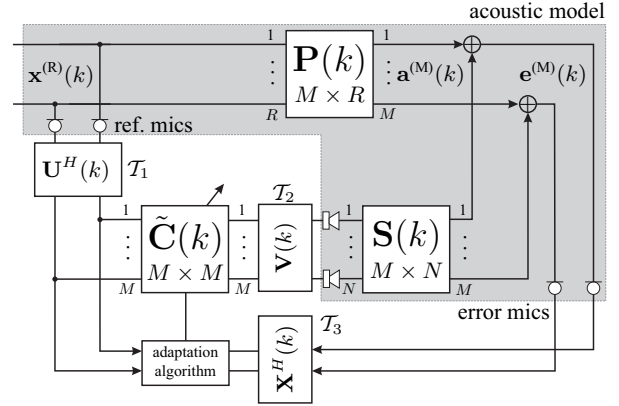 acoustic model
1 𝐏(k) 1
⋮ M × R ⋮
R M
𝐱^(R)(k)
𝐚^(M)(k)
𝐞^(M)(k)
ref. mics
𝐔^H(k) 𝒯₁
𝒯₂
1 𝐂̃(k) 1
⋮ M × M ⋮
M M
𝐕(k)
1 𝐒(k) 1
⋮ M × N ⋮
N M
error mics
𝒯₃
adaptation
algorithm
𝐗^H(k)